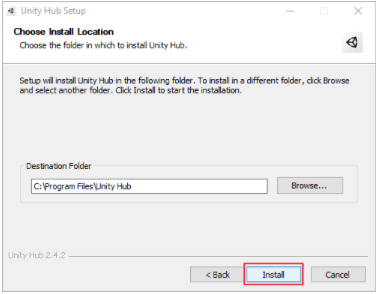 Unity Hub Setup
Choose Install Location
Choose the folder in which to install Unity Hub.
Setup will install Unity Hub in the following folder. To install in a different folder, click Browse
and select another folder. Click Install to start the installation.
Destination Folder
C:\Program Files\Unity Hub
Browse...
Unity Hub 2.4.2
< Back
Install
Cancel